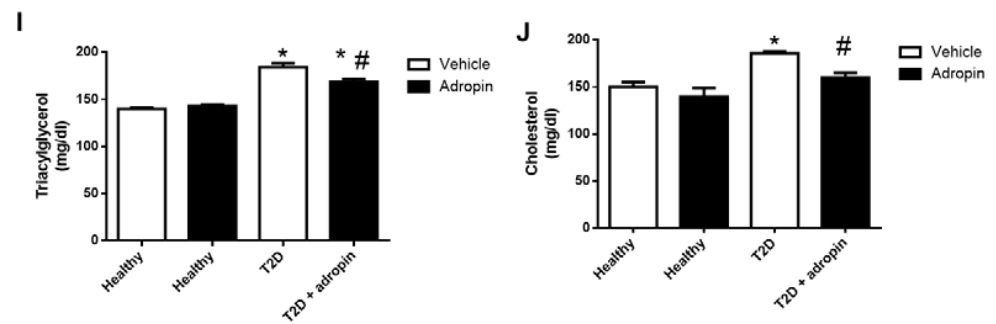 I
Triacylglycerol
(mg/dl)
200
150
100
50
0
*
* #
Vehicle
Adropin
Healthy
Healthy
T2D
T2D + adropin
J
Cholesterol
(mg/dl)
200
150
100
50
0
*
#
Vehicle
Adropin
Healthy
Healthy
T2D
T2D + adropin